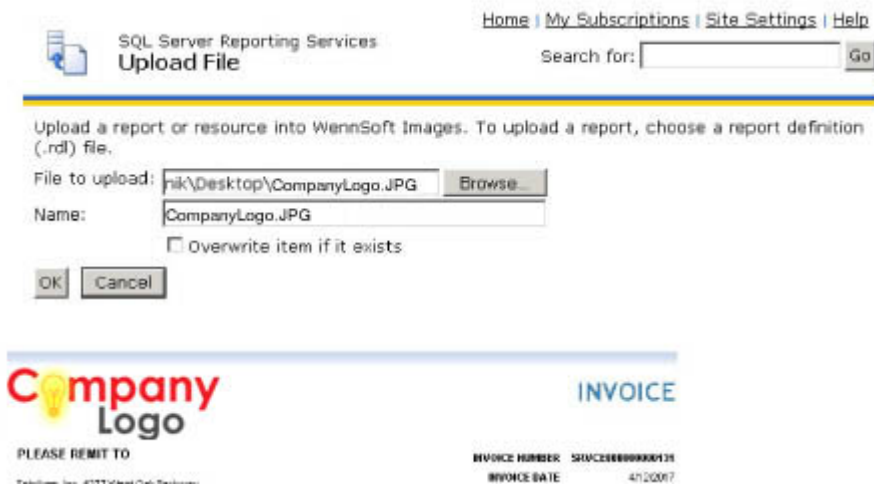 Home | My Subscriptions | Site Settings | Help
SQL Server Reporting Services
Upload File
Search for:
Go
Upload a report or resource into WennSoft Images. To upload a report, choose a report definition
(.rdl) file.
File to upload: nik\Desktop\CompanyLogo.JPG Browse...
Name: CompanyLogo.JPG
Overwrite item if it exists
OK Cancel
Company
Logo
INVOICE
PLEASE REMIT TO
INVOICE NUMBER
INVOICE DATE 4/12/2017